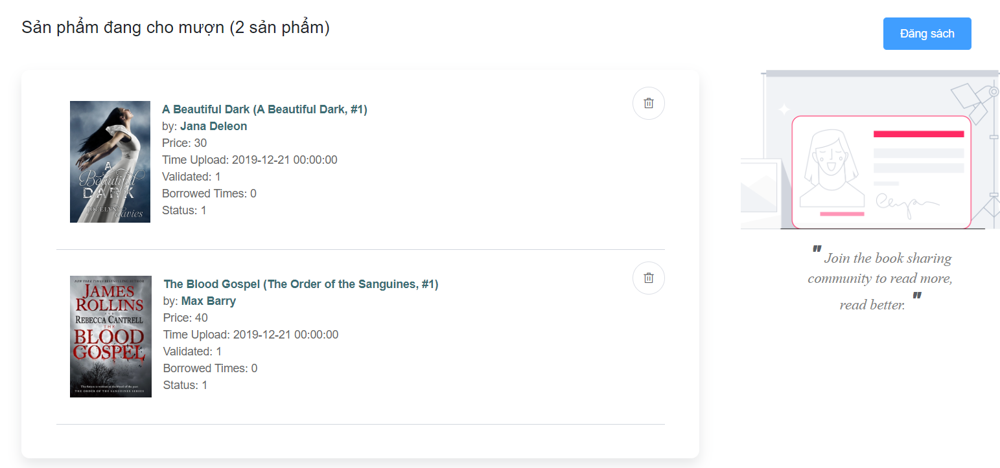 Sản phẩm đang cho mượn (2 sản phẩm)
Đăng sách
A Beautiful Dark (A Beautiful Dark, #1)
by: Jana Deleon
Price: 30
Time Upload: 2019-12-21 00:00:00
Validated: 1
Borrowed Times: 0
Status: 1
A
Beautiful
DARK
JOCELYN davies
The Blood Gospel (The Order of the Sanguines, #1)
by: Max Barry
Price: 40
Time Upload: 2019-12-21 00:00:00
Validated: 1
Borrowed Times: 0
Status: 1
NEW YORK TIMES BESTSELLING AUTHOR
JAMES
ROLLINS
AND
REBECCA CANTRELL
THE
BLOOD
GOSPEL
The future is written in the blood of the past
THE ORDER OF THE SANGUINES SERIES
" Join the book sharing
community to read more,
read better. "